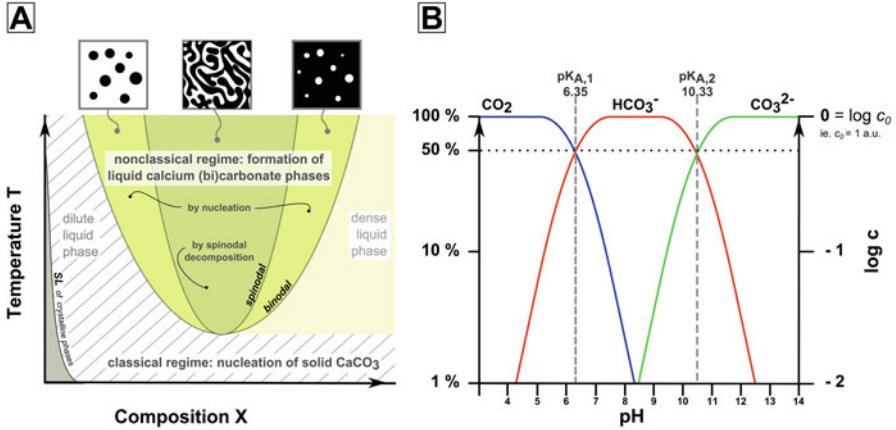 A
nonclassical regime: formation of
liquid calcium (bi)carbonate phases
by nucleation
dilute
liquid
phase
dense
liquid
phase
by spinodal
decomposition
spinodal
binodal
SL of crystalline phases
classical regime: nucleation of solid CaCO3
Temperature T
Composition X
B
pKA,1
6.35
pKA,2
10.33
CO2
HCO3-
CO32-
100 %
50 %
10 %
1 %
0 = log c0
ie. c0 = 1 a.u.
- 1
- 2
log c
4 5 6 7 8 9 10 11 12 13 14
pH